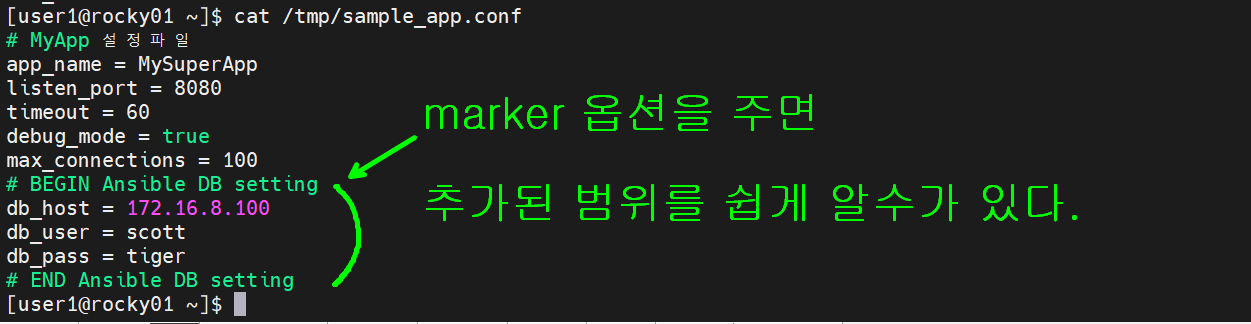 [user1@rocky01 ~]$ cat /tmp/sample_app.conf
# MyApp 설정파일
app_name = MySuperApp
listen_port = 8080
timeout = 60
debug_mode = true
max_connections = 100
# BEGIN Ansible DB setting
db_host = 172.16.8.100
db_user = scott
db_pass = tiger
# END Ansible DB setting
[user1@rocky01 ~]$
marker 옵션을 주면
추가된 범위를 쉽게 알수가 있다.